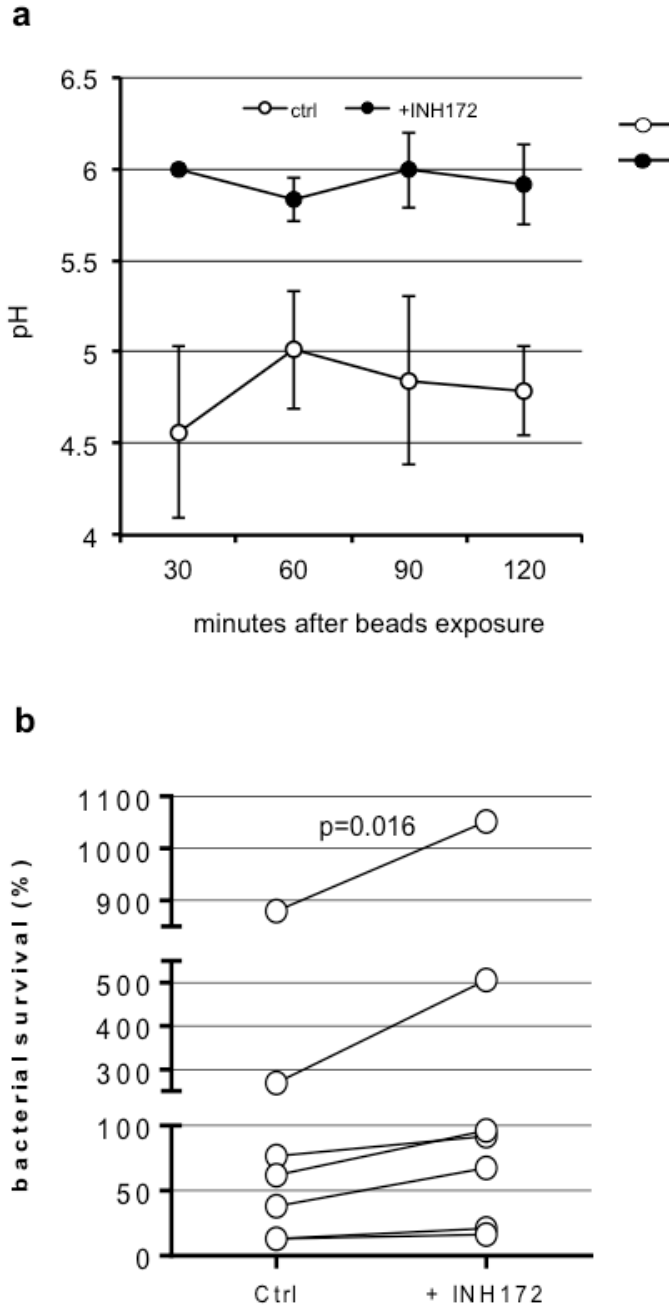 a
6.5
ctrl +INH172
6
5.5
5
4.5
4
pH
30 60 90 120
minutes after beads exposure
b
1100
p=0.016
1000
900
500
400
300
100
50
0
bacterial survival (%)
Ctrl + INH172